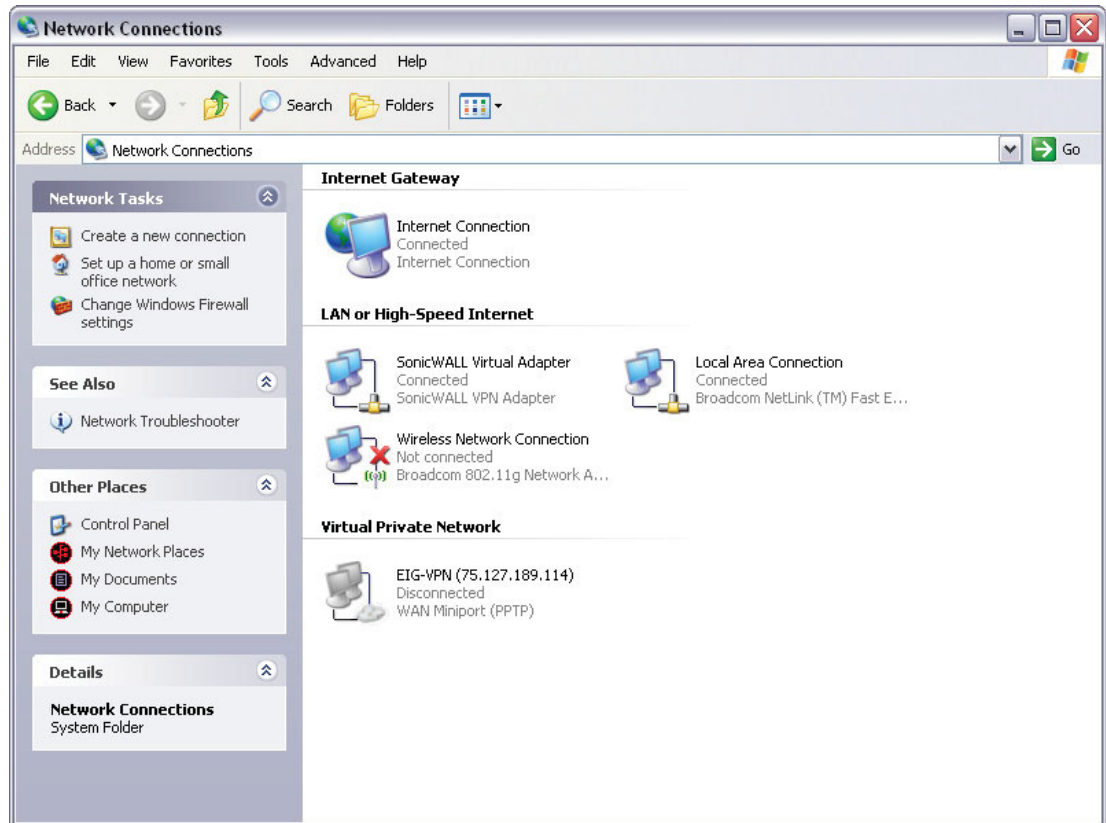 Network Connections
File Edit View Favorites Tools Advanced Help
Back Search Folders
Address Network Connections Go
Network Tasks
Create a new connection
Set up a home or small
office network
Change Windows Firewall
settings
See Also
Network Troubleshooter
Other Places
Control Panel
My Network Places
My Documents
My Computer
Details
Network Connections
System Folder
Internet Gateway
Internet Connection
Connected
Internet Connection
LAN or High-Speed Internet
SonicWALL Virtual Adapter
Connected
SonicWALL VPN Adapter
Local Area Connection
Connected
Broadcom NetLink (TM) Fast E...
Wireless Network Connection
Not connected
Broadcom 802.11g Network A...
Virtual Private Network
EIG-VPN (75.127.189.114)
Disconnected
WAN Miniport (PPTP)